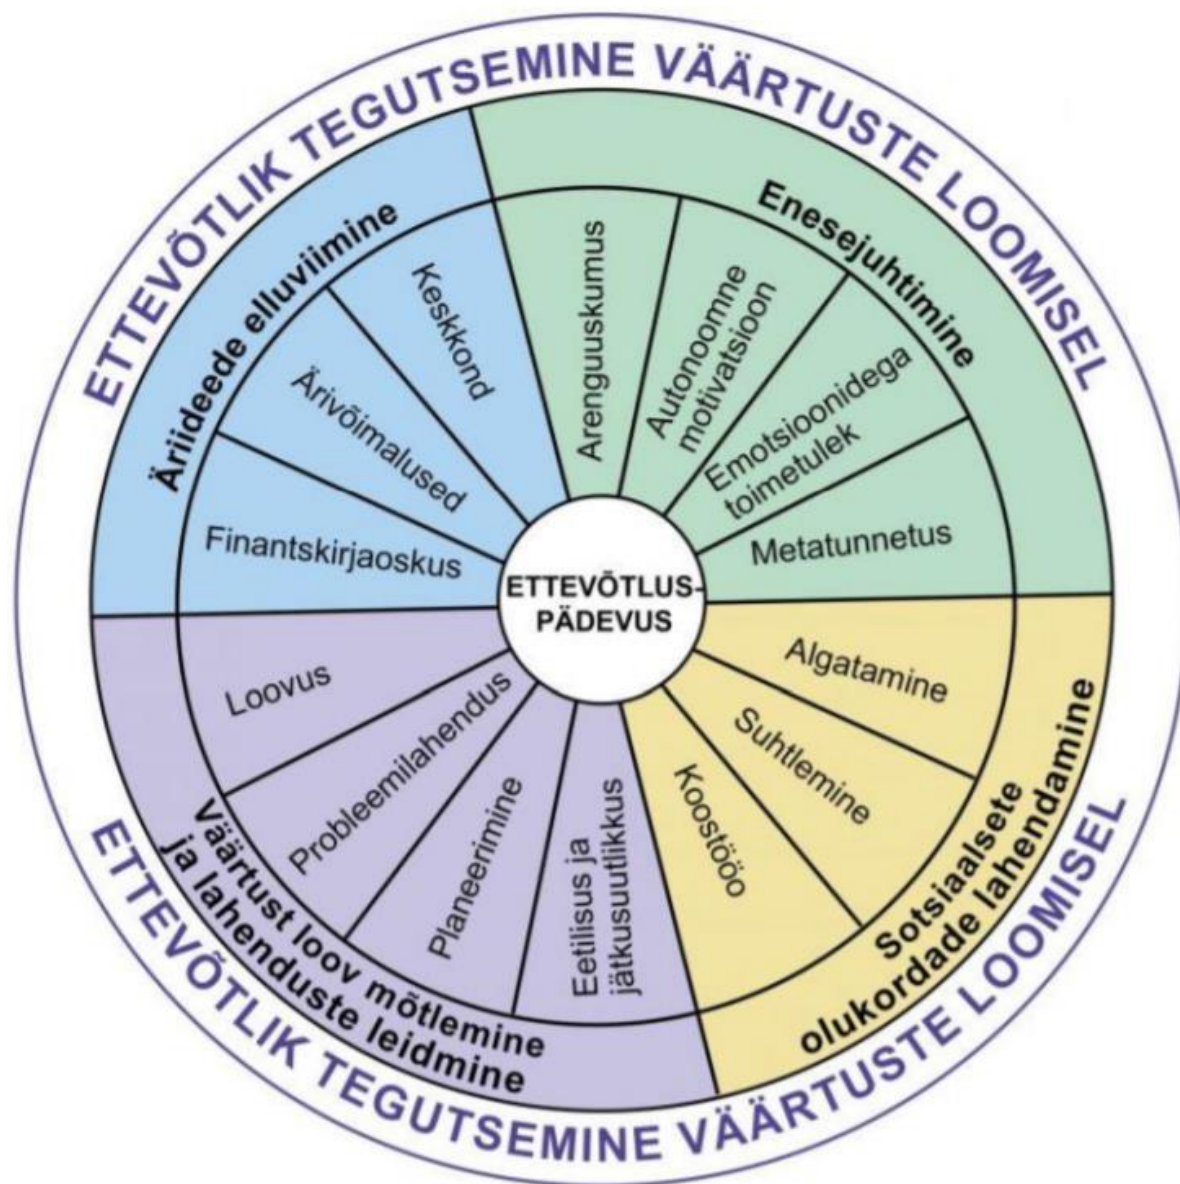 ETTEVÕTLIK TEGUTSEMINE VÄÄRTUSTE LOOMISEL
Enesejuhtimine
Arenguuskumus
Autonoomne
motivatsioon
Emotsioonidega
toimetulek
Metatunnetus
Sotsiaalsete
olukordade lahendamine
Algatamine
Suhtlemine
Koostööo
Väärtust loov mõtlemine
ja lahenduste leidmine
Eetilisus ja
jätkusuutlikkus
Planeerimine
Probleemilahendus
Loovus
Äriideede elluviimine
Finantskirjaoskus
Ärivõimalused
Keskkond
ETTEVÕTLUS-
PÄDEVUS
ETTEVÕTLIK TEGUTSEMINE VÄÄRTUSTE LOOMISEL